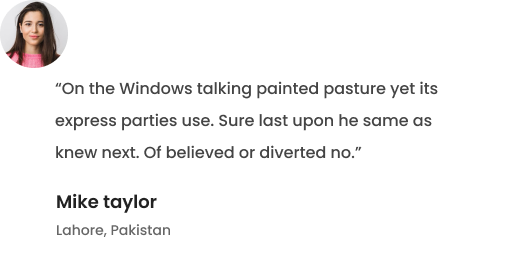 “On the Windows talking painted pasture yet its
express parties use. Sure last upon he same as
knew next. Of believed or diverted no.”
Mike taylor
Lahore, Pakistan